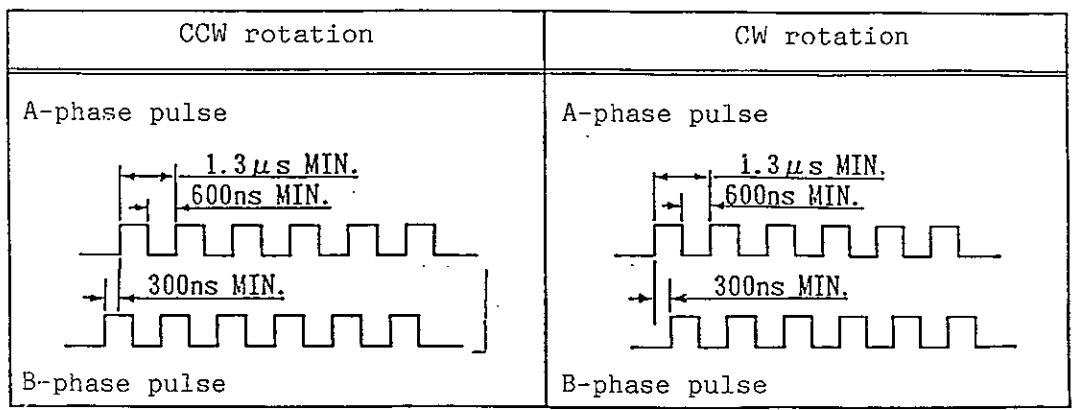 CCW rotation
CW rotation
A-phase pulse
1.3μs MIN.
600ns MIN.
300ns MIN.
B-phase pulse
A-phase pulse
1.3μs MIN.
600ns MIN.
300ns MIN.
B-phase pulse